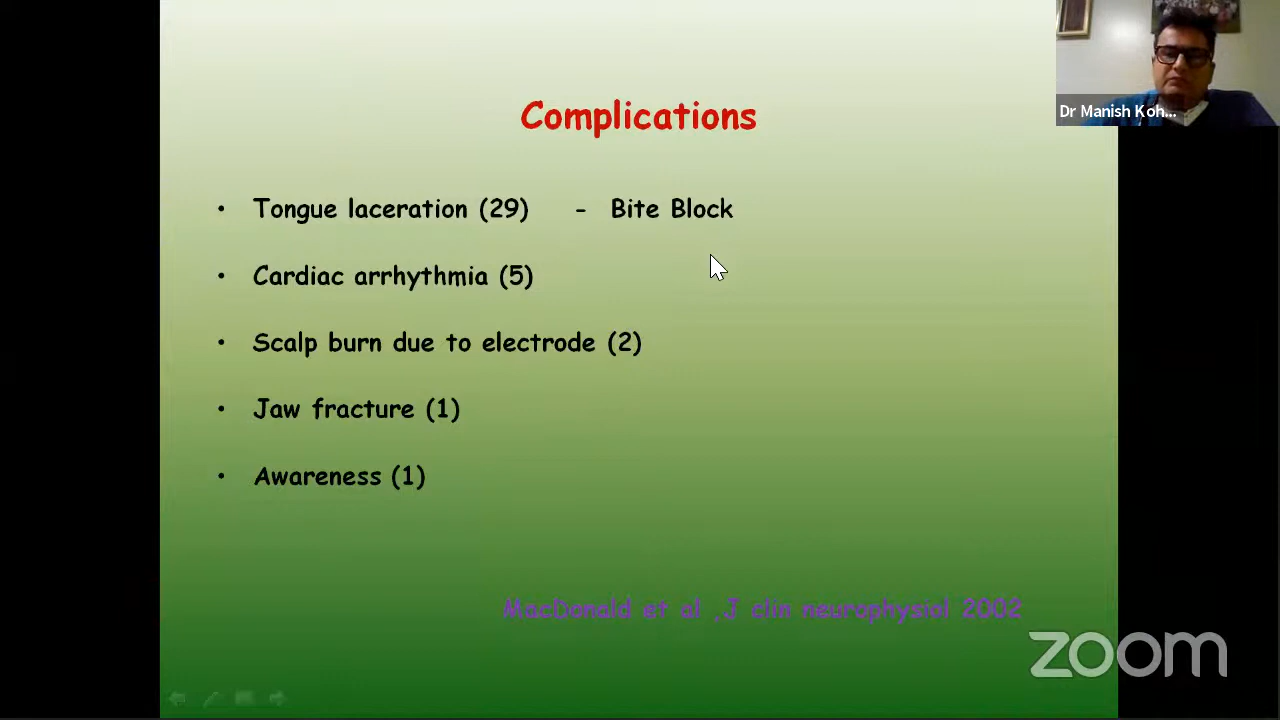 Complications
• Tongue laceration (29) - Bite Block
• Cardiac arrhythmia (5)
• Scalp burn due to electrode (2)
• Jaw fracture (1)
• Awareness (1)
MacDonald et al ,J clin neurophysiol 2002
Dr Manish Koh...
zoom